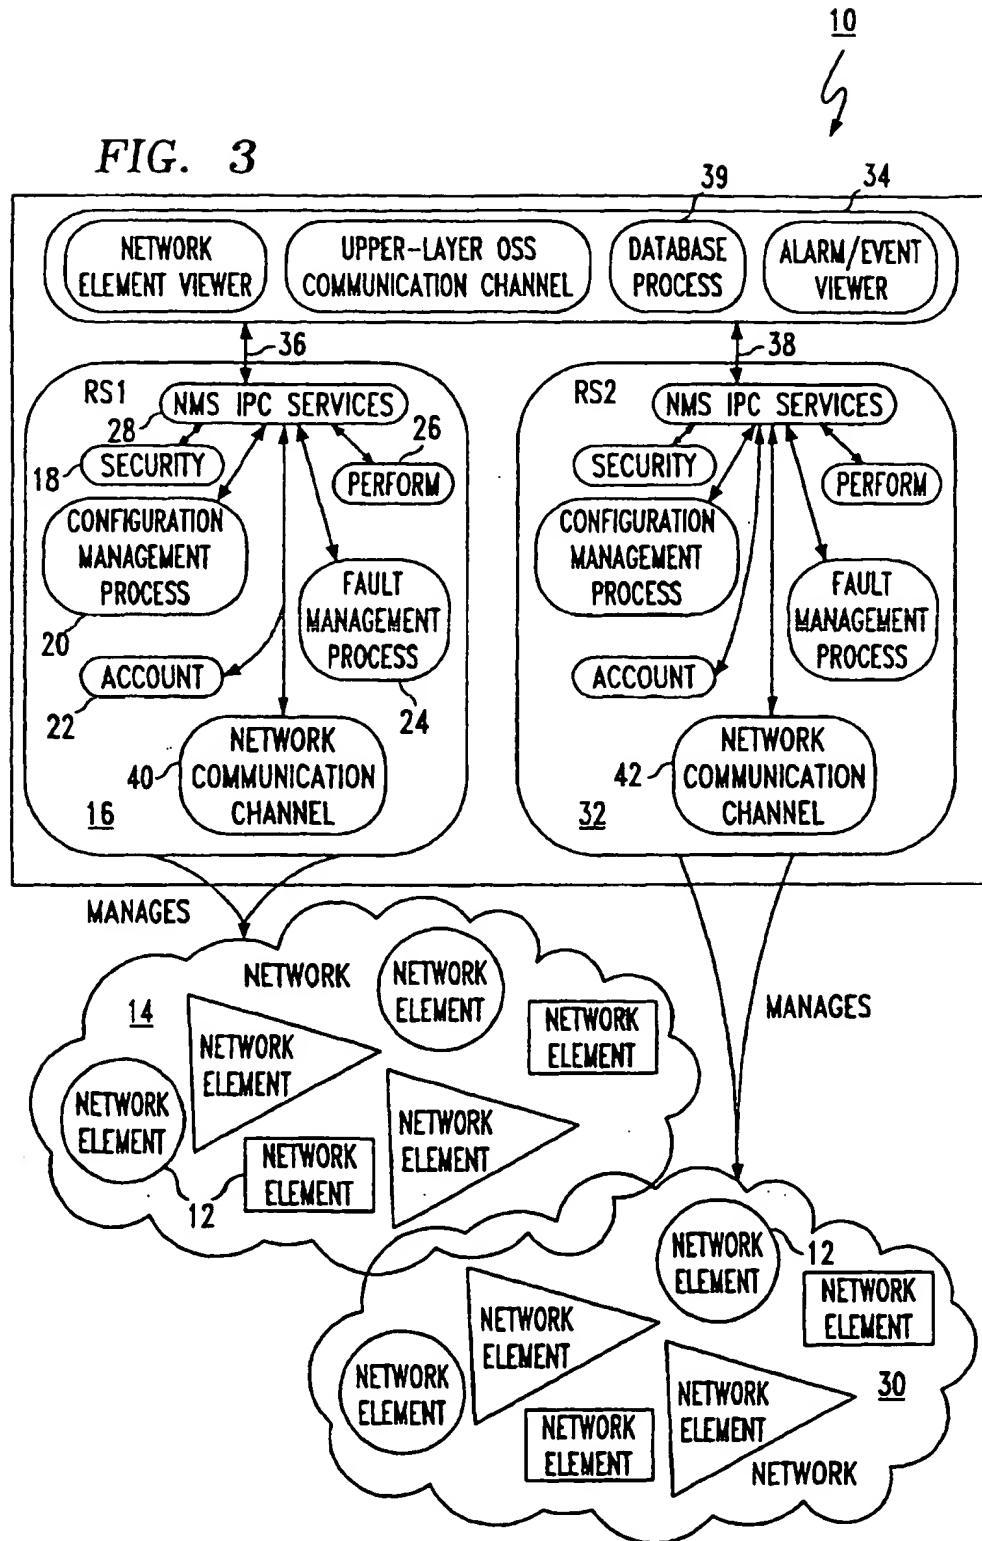 10
FIG. 3
39
34
NETWORK
ELEMENT VIEWER
UPPER-LAYER OSS
COMMUNICATION CHANNEL
DATABASE
PROCESS
ALARM/EVENT
VIEWER
36
38
RS1
NMS IPC SERVICES
28
26
18
SECURITY
PERFORM
CONFIGURATION
MANAGEMENT
PROCESS
20
FAULT
MANAGEMENT
PROCESS
ACCOUNT
22
24
40
NETWORK
COMMUNICATION
CHANNEL
16
RS2
NMS IPC SERVICES
SECURITY
PERFORM
CONFIGURATION
MANAGEMENT
PROCESS
FAULT
MANAGEMENT
PROCESS
ACCOUNT
42
NETWORK
COMMUNICATION
CHANNEL
32
MANAGES
NETWORK
14
NETWORK
ELEMENT
NETWORK
ELEMENT
NETWORK
ELEMENT
NETWORK
ELEMENT
NETWORK
ELEMENT
NETWORK
ELEMENT
12
MANAGES
NETWORK
ELEMENT
12
NETWORK
ELEMENT
NETWORK
ELEMENT
NETWORK
ELEMENT
NETWORK
ELEMENT
30
NETWORK
ELEMENT
NETWORK